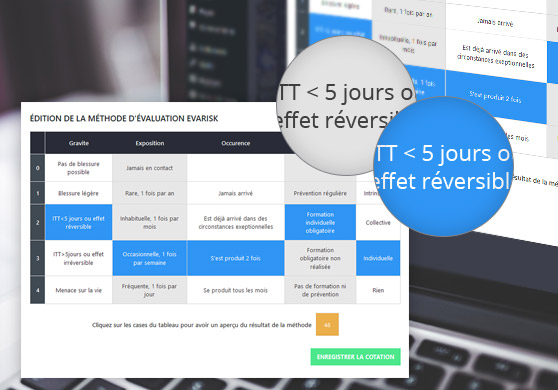 Rare, 1 fois par an
Jamais arrivé
Inhabituelle, 1 fois par
mois
Est déjà arrivé dans des
circonstances exeptionnelles
S'est produit 2 fois
ITT < 5 jours o
effet réversi
ITT < 5 jours o
effet réversibl
ÉDITION DE LA MÉTHODE D'ÉVALUATION EVARISK
Gravite Exposition Occurence
0 Pas de blessure
possible
Jamais en contact
1 Blessure légère Rare, 1 fois par an Jamais arrivé Prévention régulière Intrin
2 ITT<5 jours ou effet
réversible
Inhabituelle, 1 fois par
mois
Est déjà arrivé dans des
circonstances exeptionnelles
Formation
individuelle
obligatoire
Collective
3 ITT>5jours ou effet
irréversible
Occasionnelle, 1 fois
par semaine
S'est produit 2 fois
Formation
obligatoire non
réalisée
Individuelle
4 Menace sur la vie
Fréquente, 1 fois par
jour
Se produit tous les mois
Pas de formation ni
de prévention
Rien
Cliquez sur les cases du tableau pour avoir un aperçu du résultat de la méthode
ENREGISTRER LA COTATION